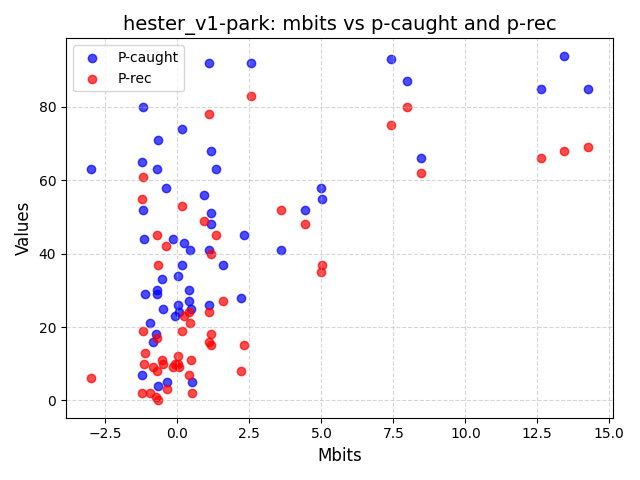 hester_v1-park: mbits vs p-caught and p-rec
P-caught
P-rec
Values
80
60
40
20
0
−2.5 0.0 2.5 5.0 7.5 10.0 12.5 15.0
Mbits